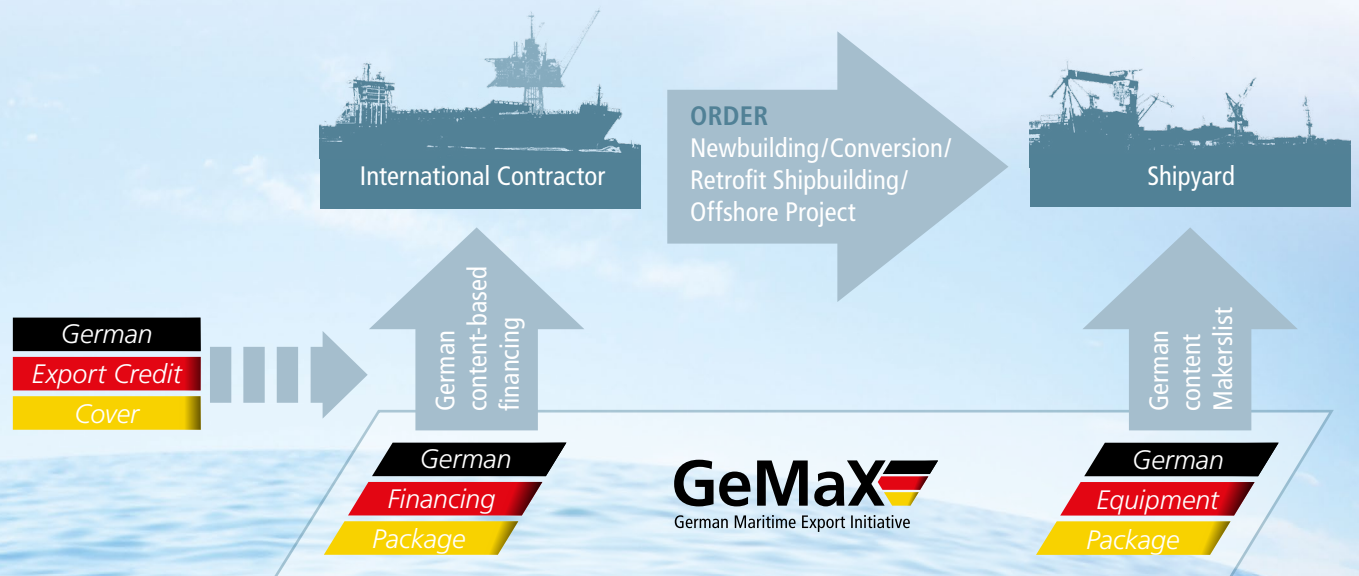 International Contractor
ORDER
Newbuilding/Conversion/
Retrofit Shipbuilding/
Offshore Project
Shipyard
German
Export Credit
Cover
German
content-based
financing
German
content
Makerslist
German
Financing
Package
GeMaX
German Maritime Export Initiative
German
Equipment
Package